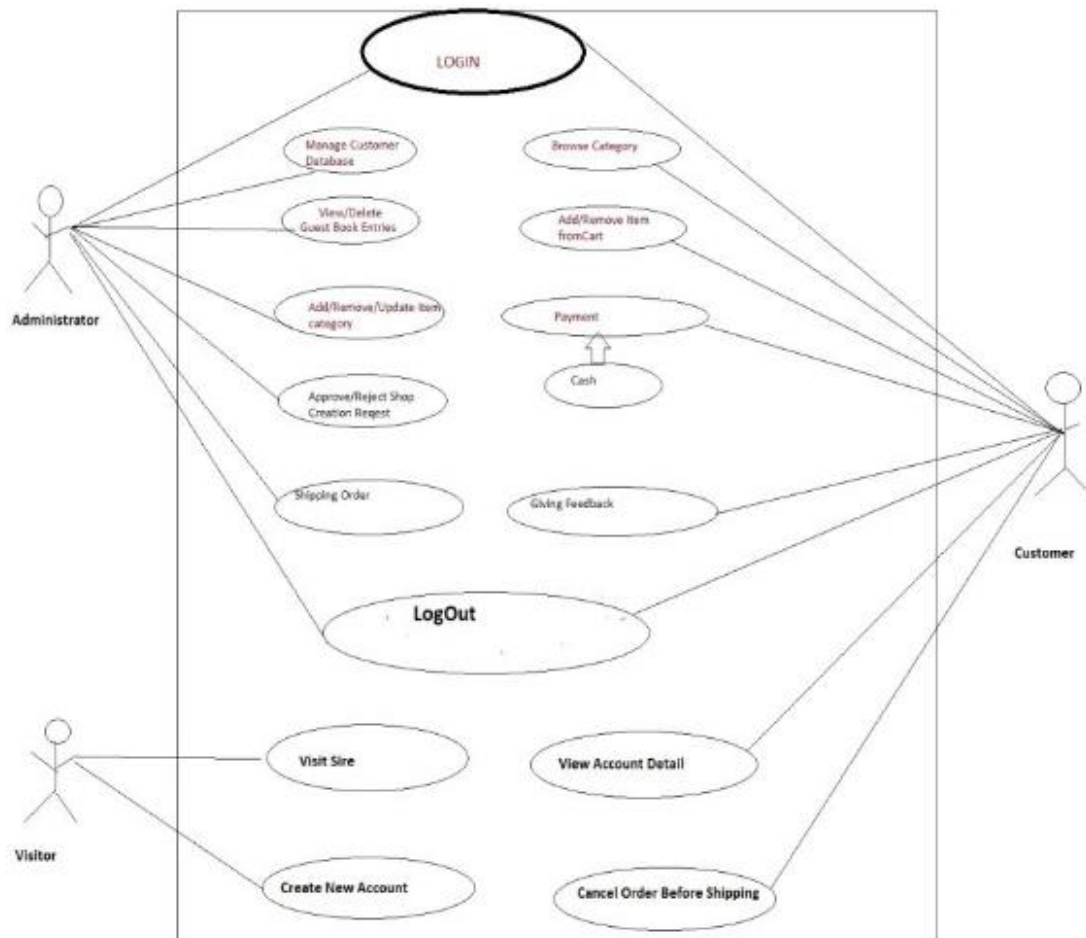 LOGIN
Manage Customer
Database
Browse Category
View/Delete
Guest Book Entries
Add/Remove Item
fromCart
Administrator
Add/Remove/Update Item
category
Payment
Cash
Approve/Reject Shop
Creation Reqest
Shipping Order
Giving Feedback
Customer
LogOut
Visit Sire
View Account Detail
Visitor
Create New Account
Cancel Order Before Shipping